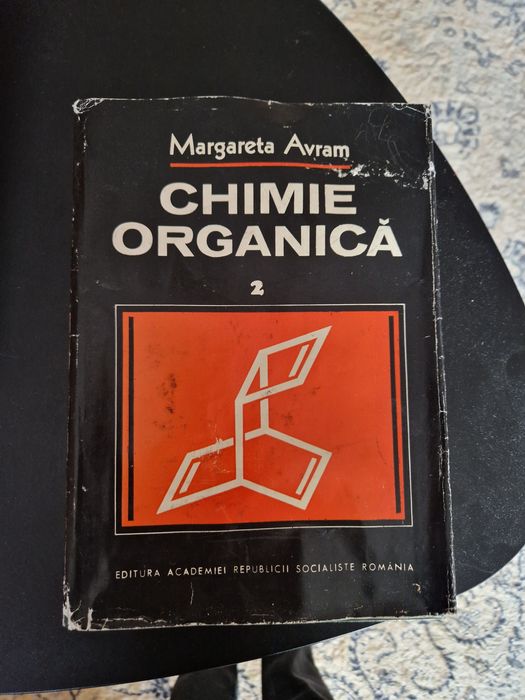 Margareta Avram
CHIMIE
ORGANICĂ
2
EDITURA ACADEMIEI REPUBLICII SOCIALISTE ROMÂNIA